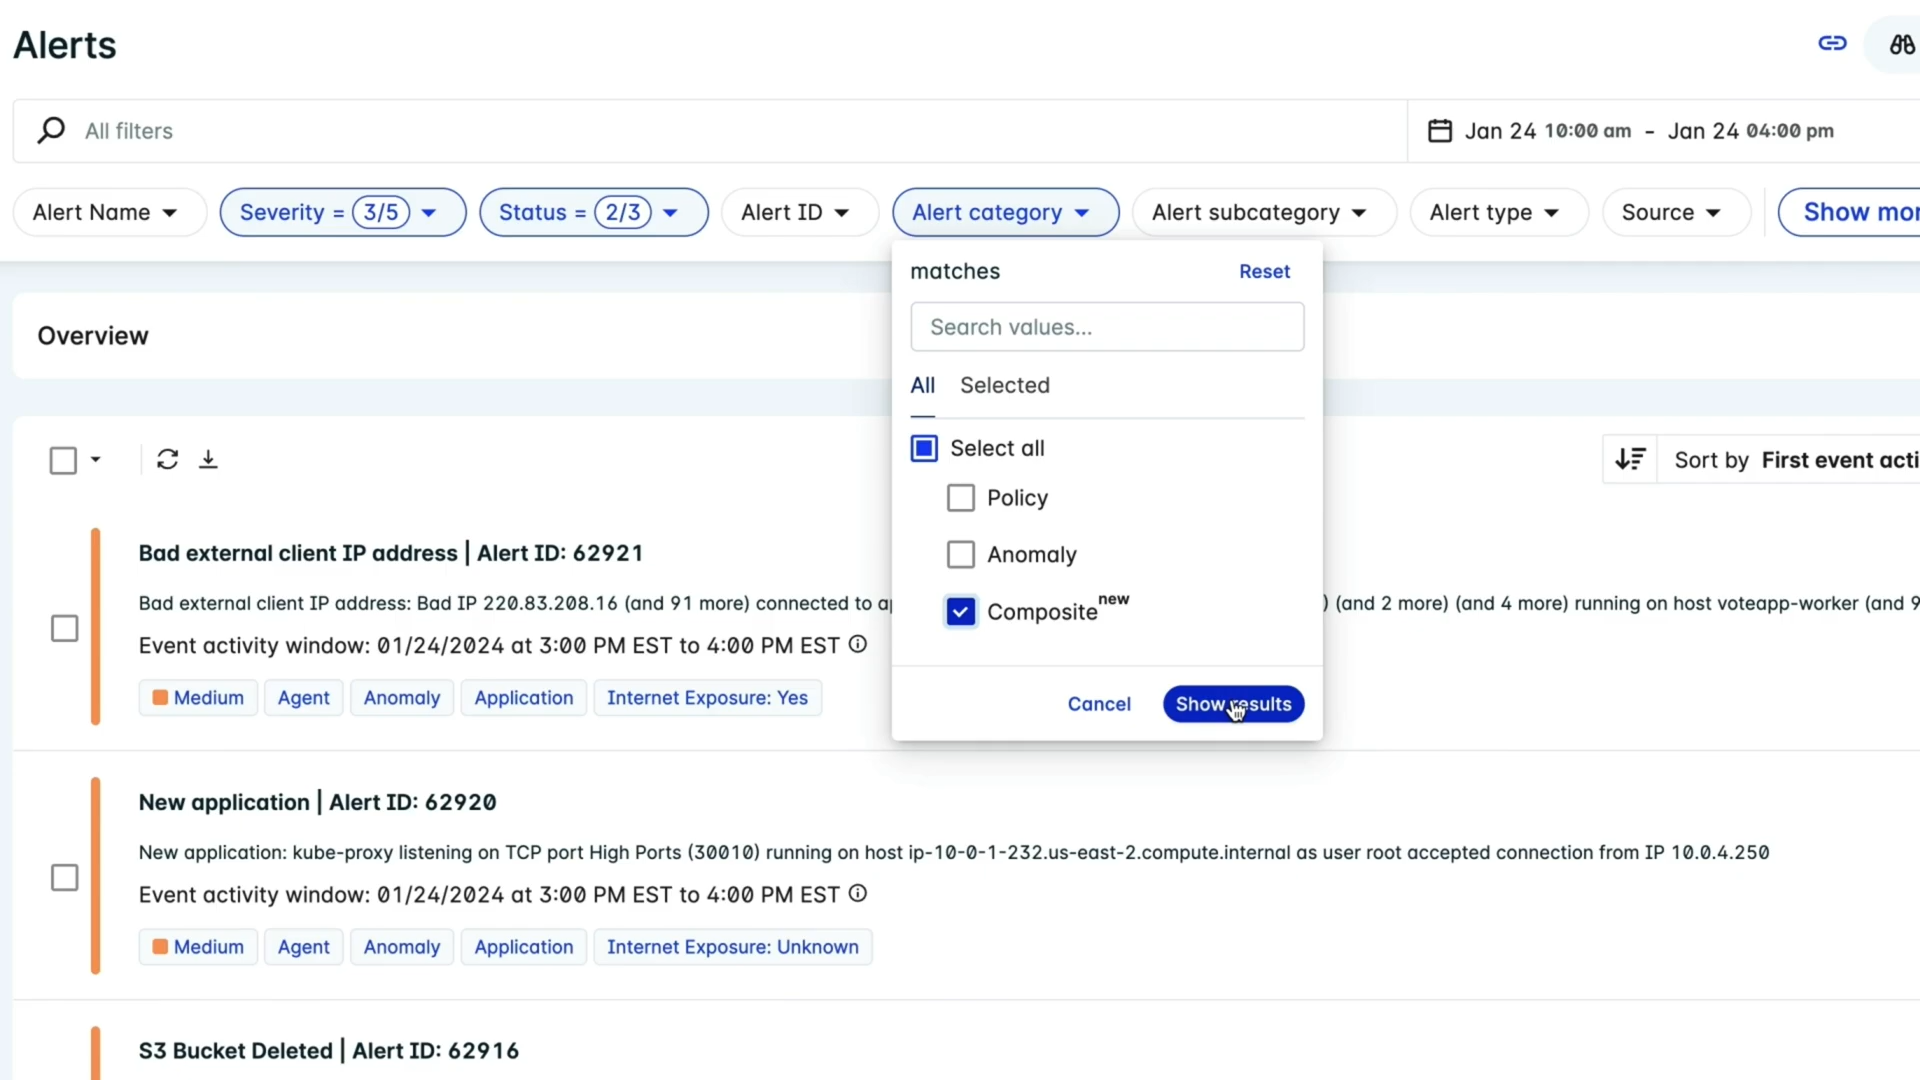 Alerts
All filters
Jan 24 10:00 am - Jan 24 04:00 pm
Alert Name
Severity = 3/5
Status = 2/3
Alert ID
Alert category
Alert subcategory
Alert type
Source
Show mor
matches
Reset
Search values...
All
Selected
Select all
Policy
Anomaly
Composite new
Cancel
Show results
Overview
Sort by First event acti
Bad external client IP address | Alert ID: 62921
Bad external client IP address: Bad IP 220.83.208.16 (and 91 more) connected to a ) (and 2 more) (and 4 more) running on host voteapp-worker (and 9
Event activity window: 01/24/2024 at 3:00 PM EST to 4:00 PM EST
Medium
Agent
Anomaly
Application
Internet Exposure: Yes
New application | Alert ID: 62920
New application: kube-proxy listening on TCP port High Ports (30010) running on host ip-10-0-1-232.us-east-2.compute.internal as user root accepted connection from IP 10.0.4.250
Event activity window: 01/24/2024 at 3:00 PM EST to 4:00 PM EST
Medium
Agent
Anomaly
Application
Internet Exposure: Unknown
S3 Bucket Deleted | Alert ID: 62916